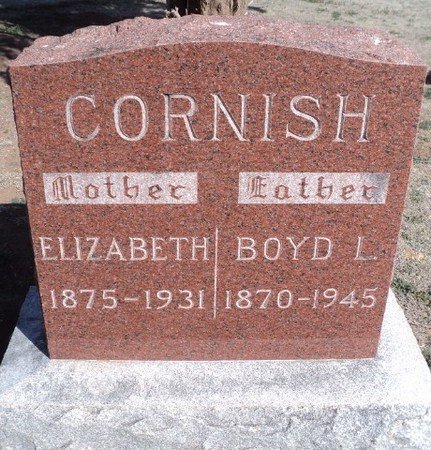 CORNISH
Mother Father
ELIZABETH BOYD L.
1875-1931 1870-1945